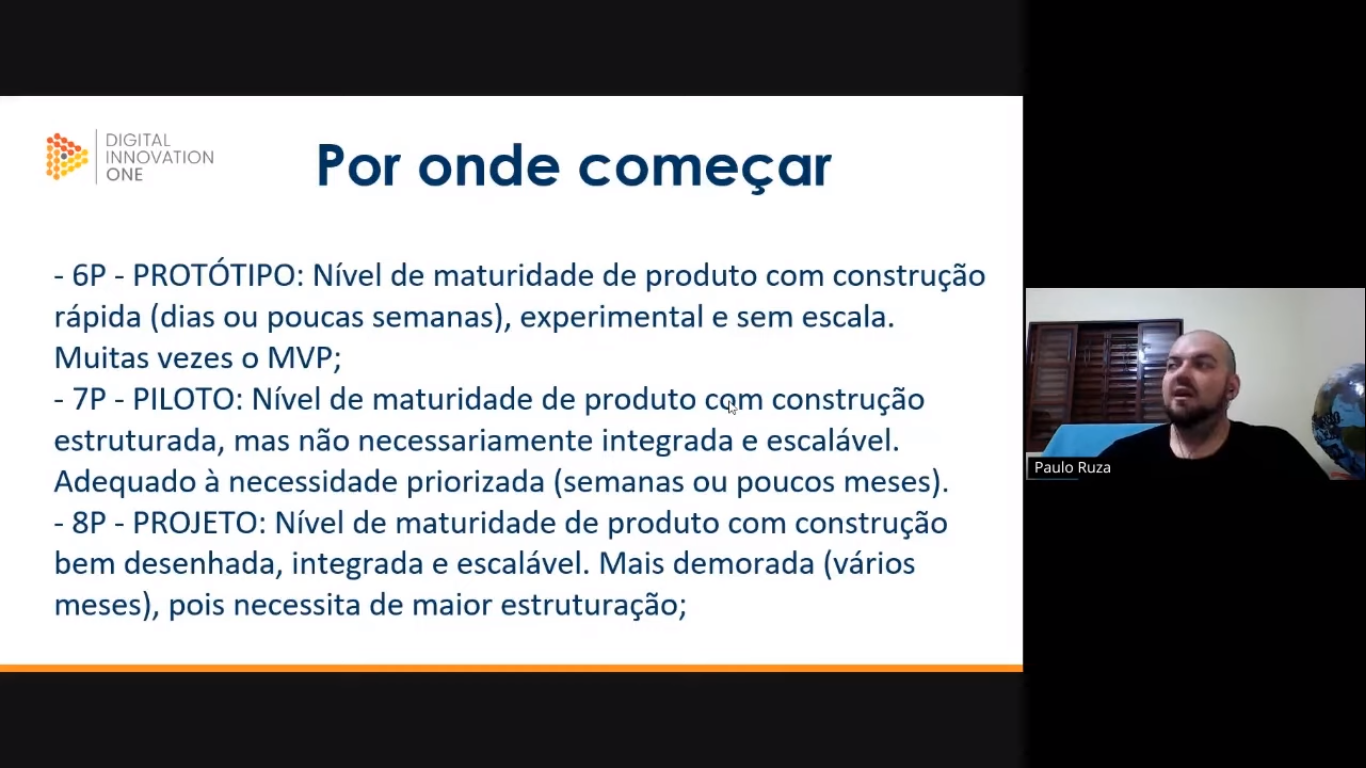 DIGITAL
INNOVATION
ONE
Por onde começar
- 6P - PROTÓTIPO: Nível de maturidade de produto com construção
rápida (dias ou poucas semanas), experimental e sem escala.
Muitas vezes o MVP;
- 7P - PILOTO: Nível de maturidade de produto com construção
estruturada, mas não necessariamente integrada e escalável.
Adequado à necessidade priorizada (semanas ou poucos meses).
- 8P - PROJETO: Nível de maturidade de produto com construção
bem desenhada, integrada e escalável. Mais demorada (vários
meses), pois necessita de maior estruturação;
Paulo Ruza